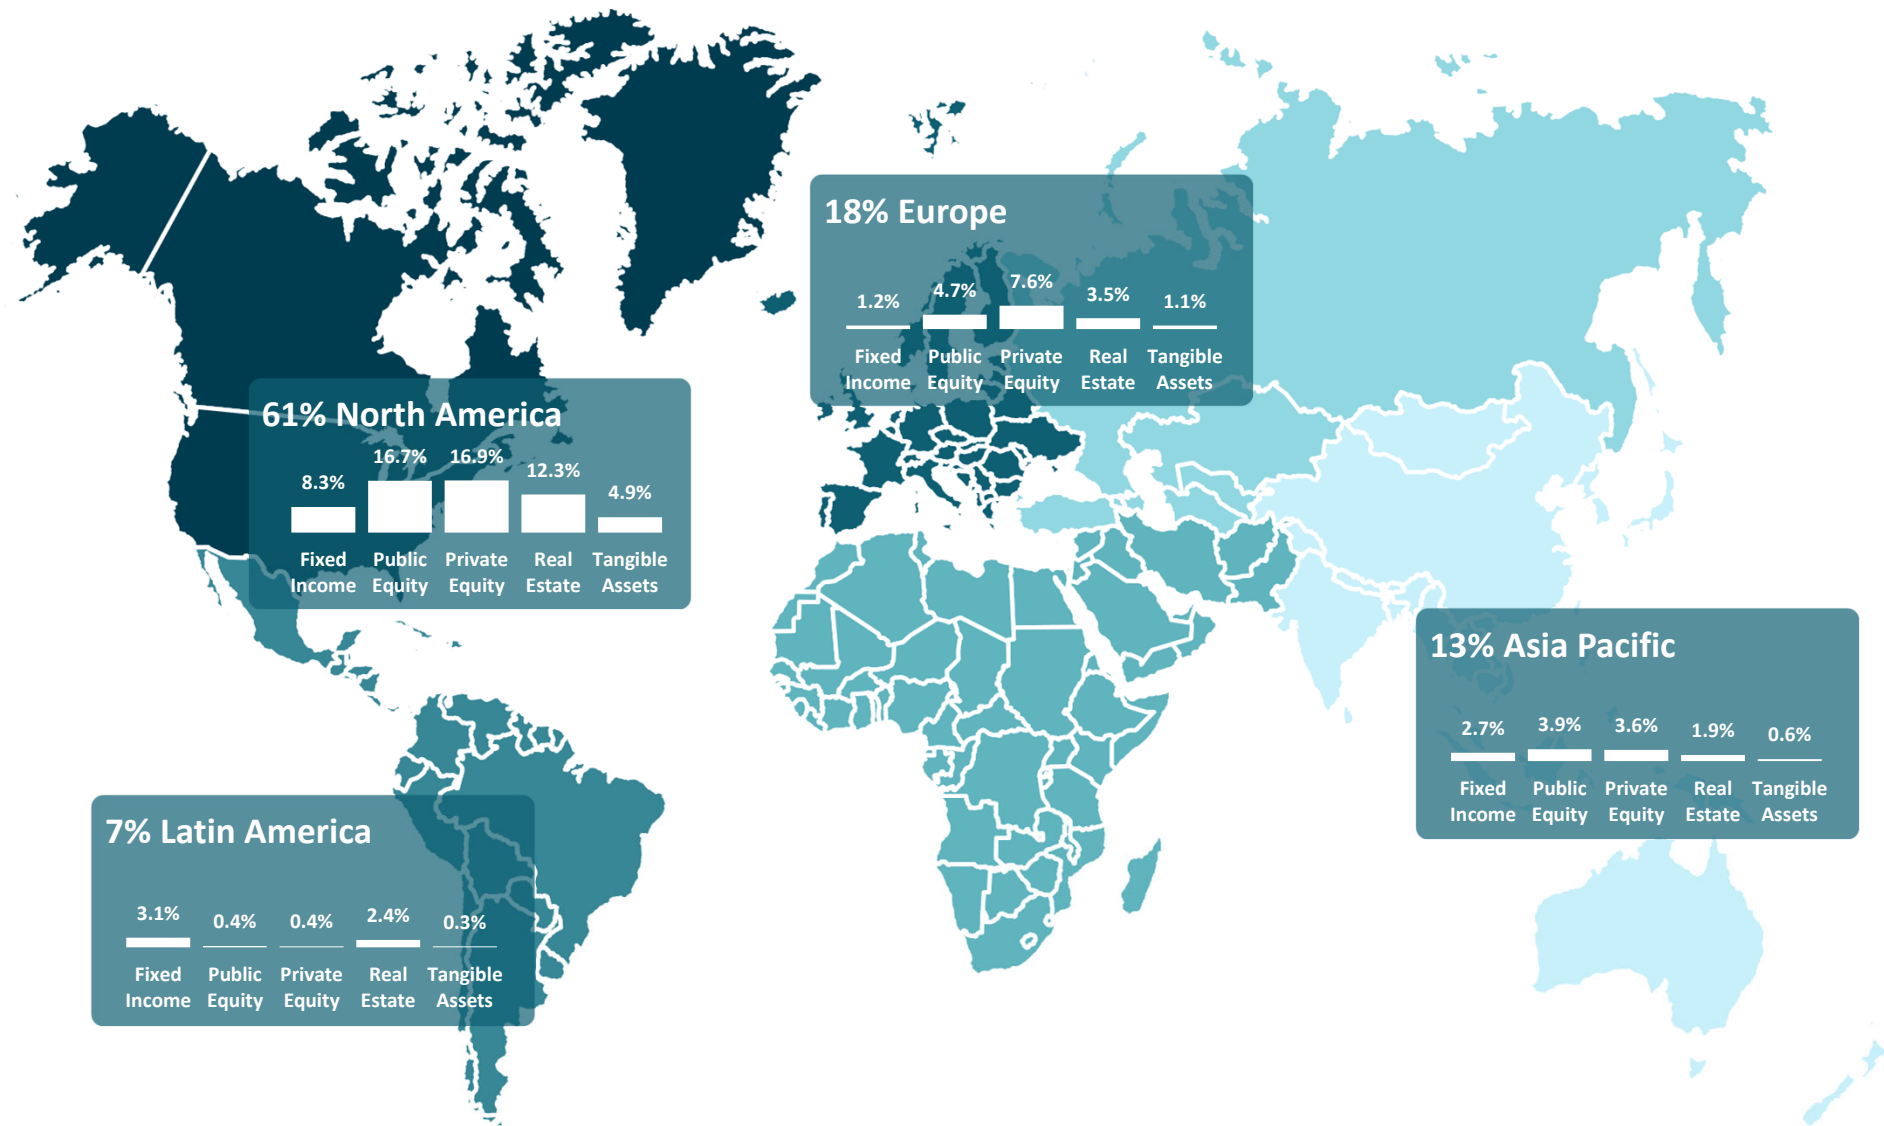 18% Europe
1.2% 4.7% 7.6% 3.5% 1.1%
Fixed Public Private Real Tangible
Income Equity Equity Estate Assets
61% North America
8.3% 16.7% 16.9% 12.3% 4.9%
Fixed Public Private Real Tangible
Income Equity Equity Estate Assets
13% Asia Pacific
2.7% 3.9% 3.6% 1.9% 0.6%
Fixed Public Private Real Tangible
Income Equity Equity Estate Assets
7% Latin America
3.1% 0.4% 0.4% 2.4% 0.3%
Fixed Public Private Real Tangible
Income Equity Equity Estate Assets